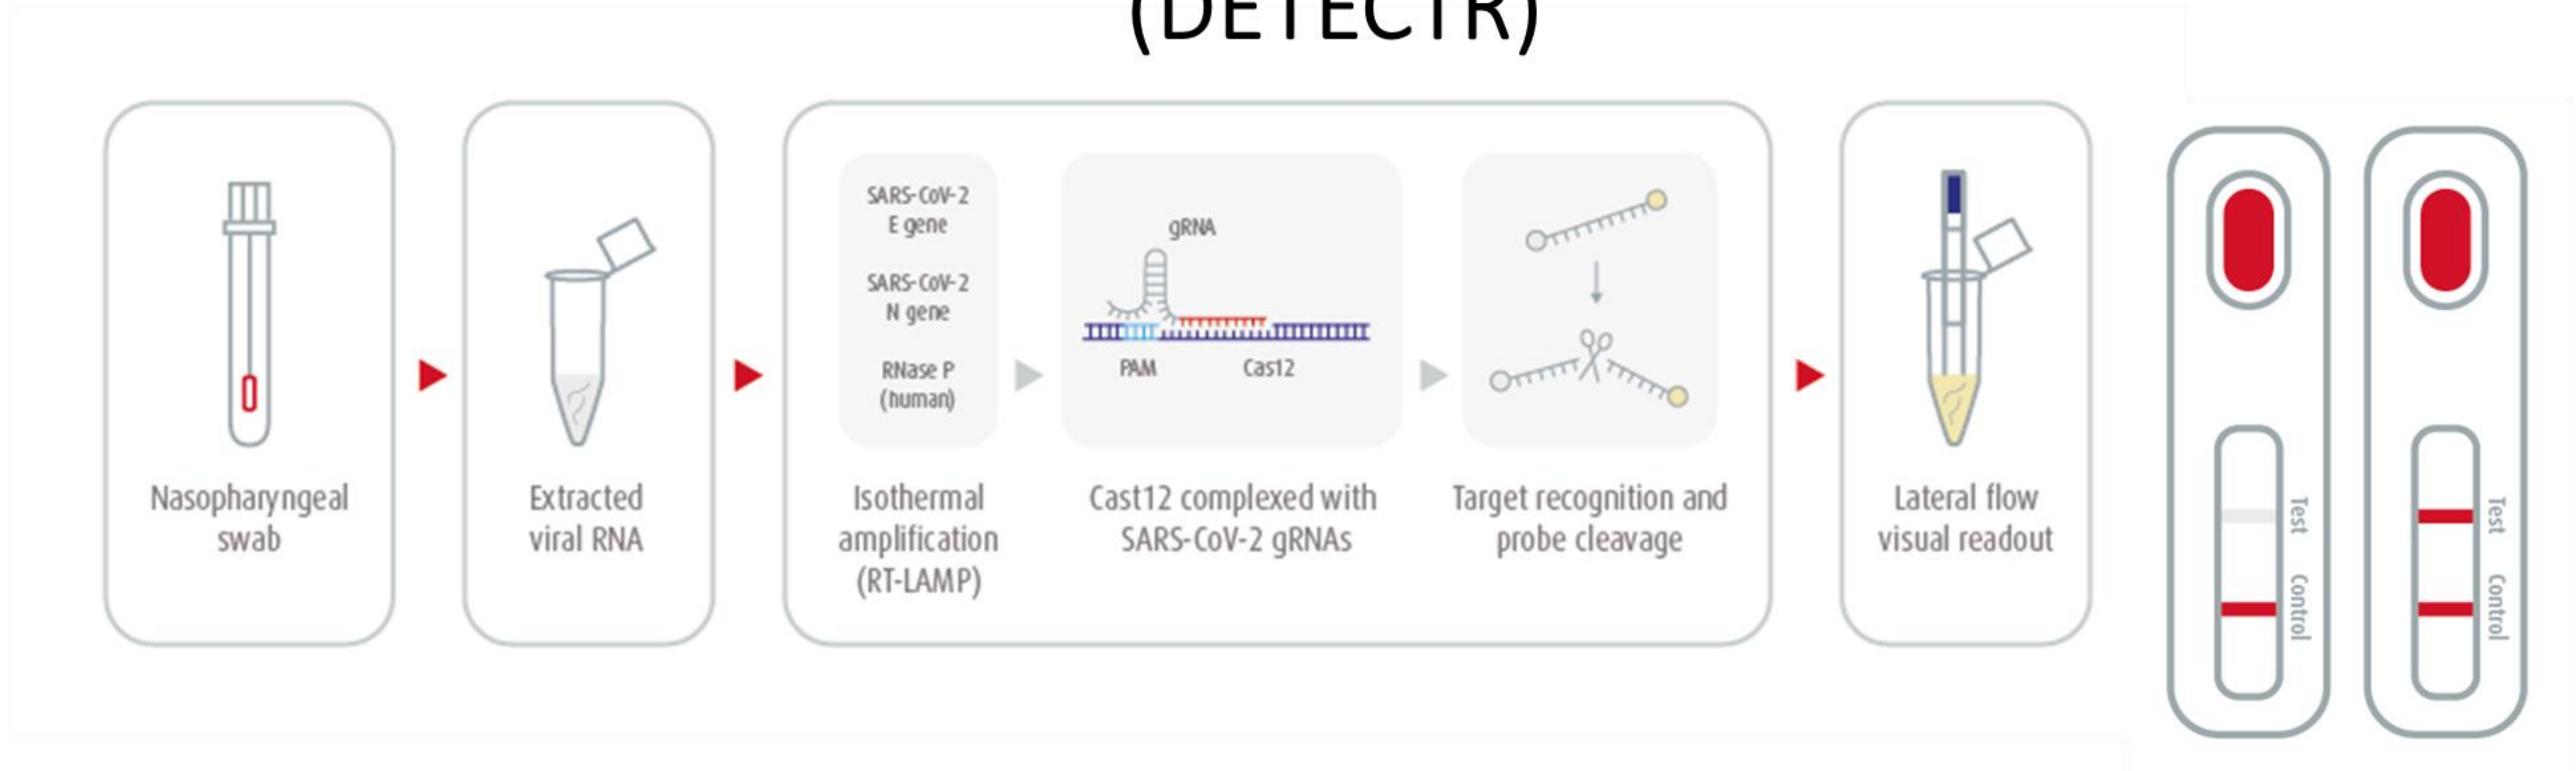 (DETECTR)
SARS-CoV-2
E gene
SARS-CoV-2
N gene
RNase P
(human)
gRNA
PAM
Cas12
Nasopharyngeal
swab
Extracted
viral RNA
Isothermal
amplification
(RT-LAMP)
Cast12 complexed with
SARS-CoV-2 gRNAs
Target recognition and
probe cleavage
Lateral flow
visual readout
Test
Control
Test
Control